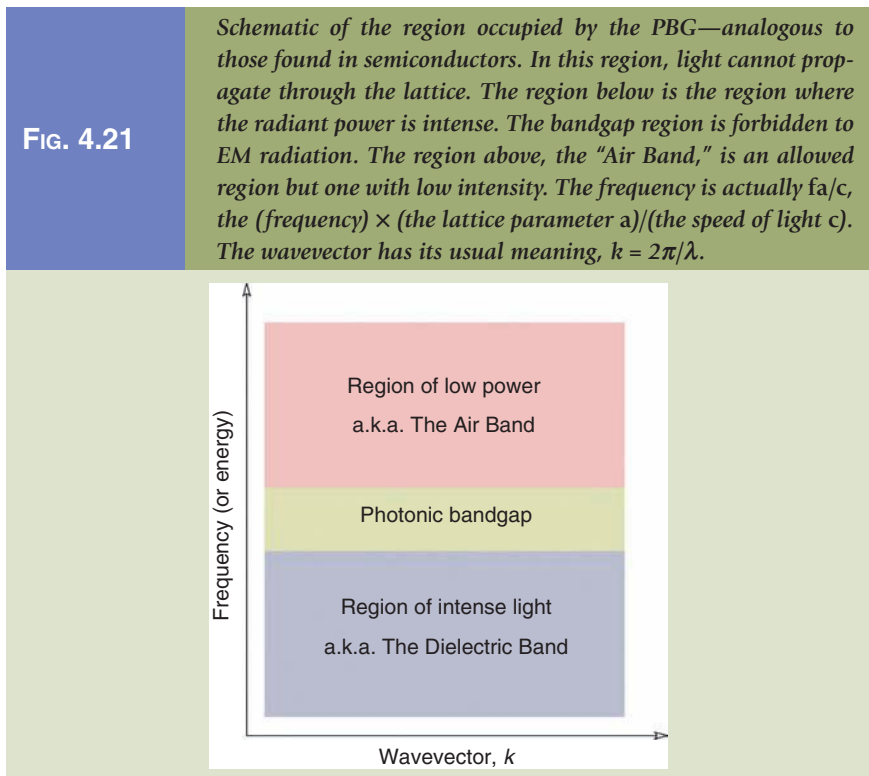 FIG. 4.21
Schematic of the region occupied by the PBG—analogous to
those found in semiconductors. In this region, light cannot prop-
agate through the lattice. The region below is the region where
the radiant power is intense. The bandgap region is forbidden to
EM radiation. The region above, the “Air Band,” is an allowed
region but one with low intensity. The frequency is actually fa/c,
the (frequency) × (the lattice parameter a)/(the speed of light c).
The wavevector has its usual meaning, k = 2π/λ.
Frequency (or energy)
Region of low power
a.k.a. The Air Band
Photonic bandgap
Region of intense light
a.k.a. The Dielectric Band
Wavevector, k